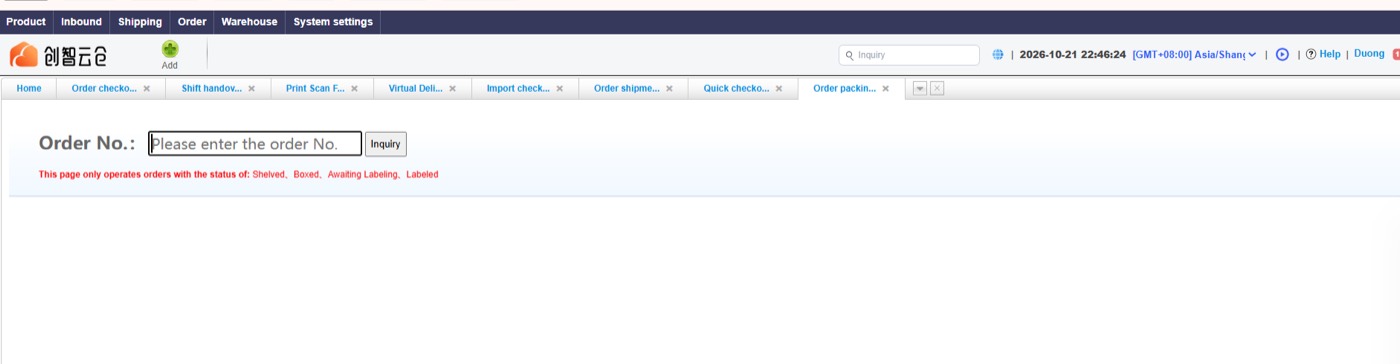 Product Inbound Shipping Order Warehouse System settings
创智云仓 Add Inquiry | 2026-10-21 22:46:24 [GMT+08:00] Asia/Shang | | Help | Duong 1
Home Order checko... Shift handov... Print Scan F... Virtual Deli... Import check... Order shipme... Quick checko... Order packin...
Order No.: Please enter the order No. Inquiry
This page only operates orders with the status of: Shelved、Boxed、Awaiting Labeling、Labeled